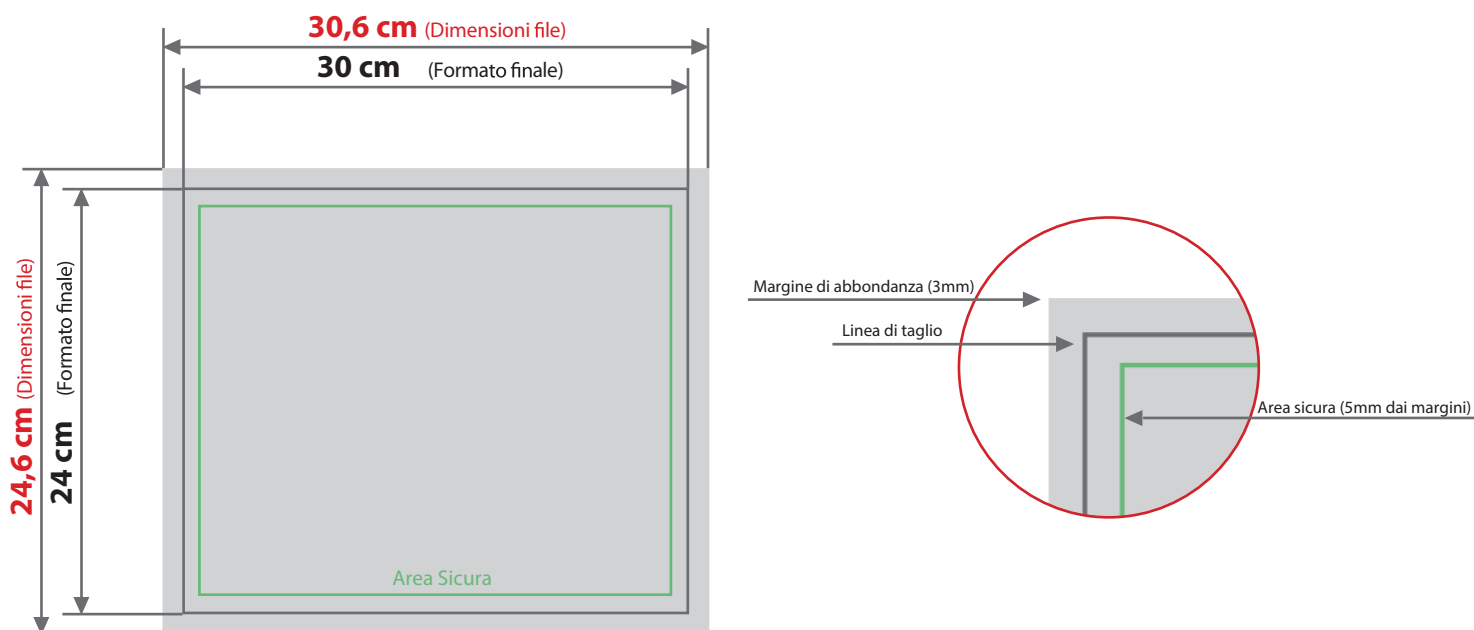 30,6 cm (Dimensioni file)
30 cm (Formato finale)
24,6 cm (Dimensioni file)
24 cm (Formato finale)
Area Sicura
Margine di abbondanza (3mm)
Linea di taglio
Area sicura (5mm dai margini)